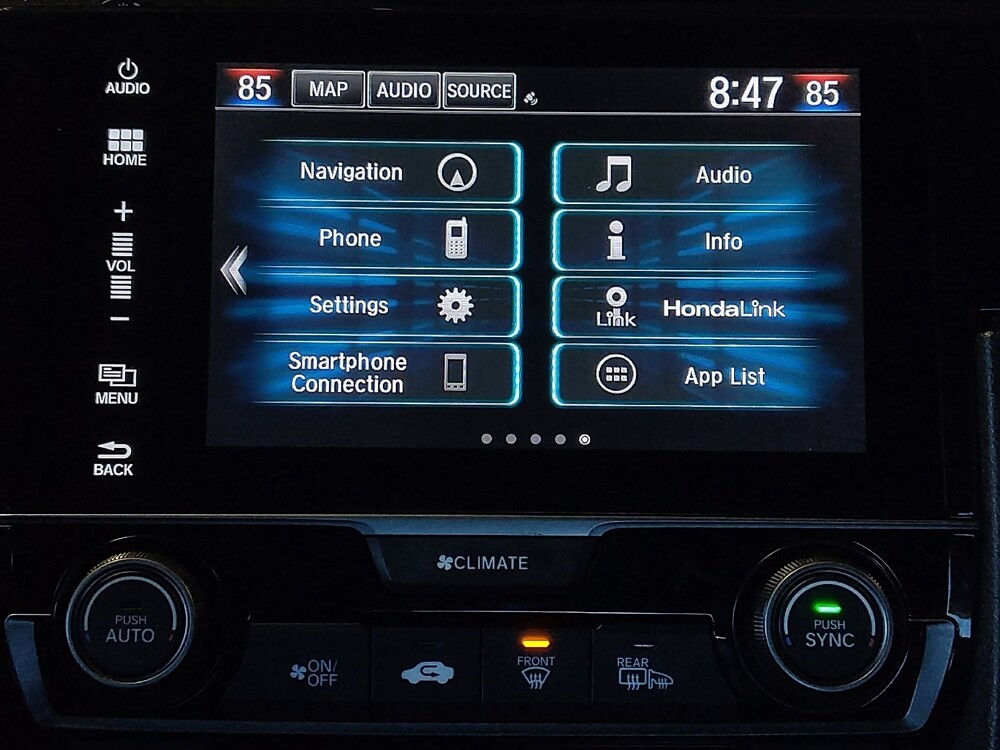 AUDIO
HOME
+
VOL
−
MENU
BACK
85 MAP AUDIO SOURCE 8:47 85
Navigation
Audio
Phone
Info
Settings
Link HondaLink
Smartphone
Connection
App List
CLIMATE
PUSH
AUTO
ON/
OFF
FRONT
REAR
PUSH
SYNC